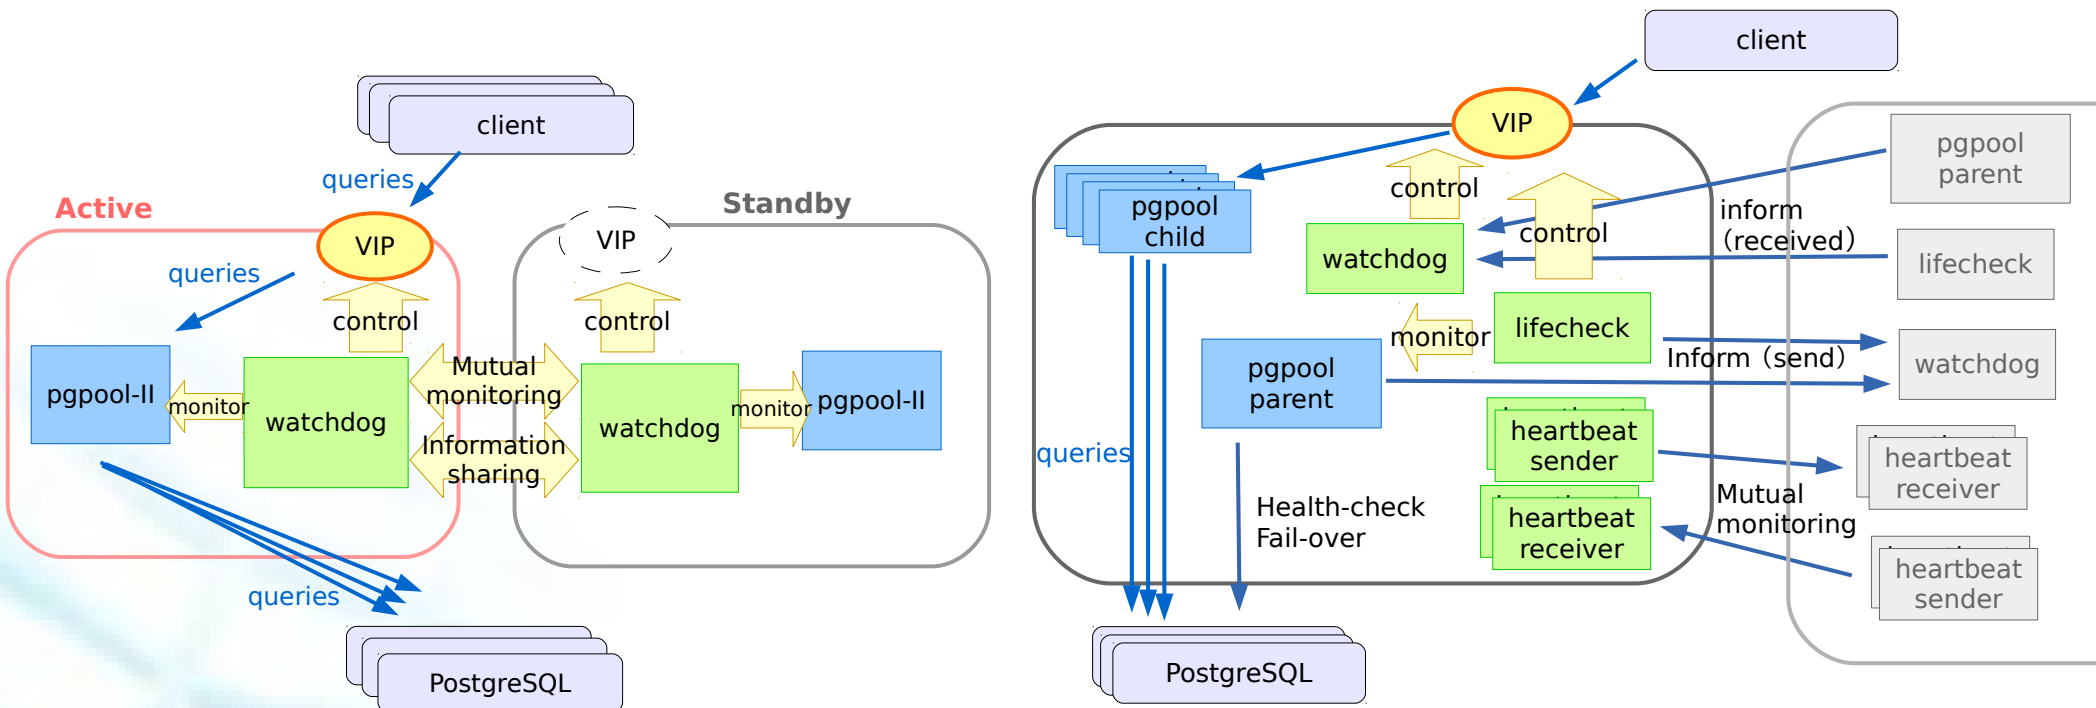 client
queries
Active
Standby
VIP
VIP
queries
control
control
Mutual
monitoring
pgpool-II
monitor
watchdog
watchdog
monitor
pgpool-II
Information
sharing
queries
PostgreSQL
client
VIP
pgpool
parent
control
pgpool
child
inform
（received）
control
watchdog
lifecheck
lifecheck
monitor
Inform（send）
watchdog
pgpool
parent
heartbeat
sender
queries
heartbeat
receiver
Health-check
Fail-over
Mutual
monitoring
heartbeat
receiver
heartbeat
sender
PostgreSQL